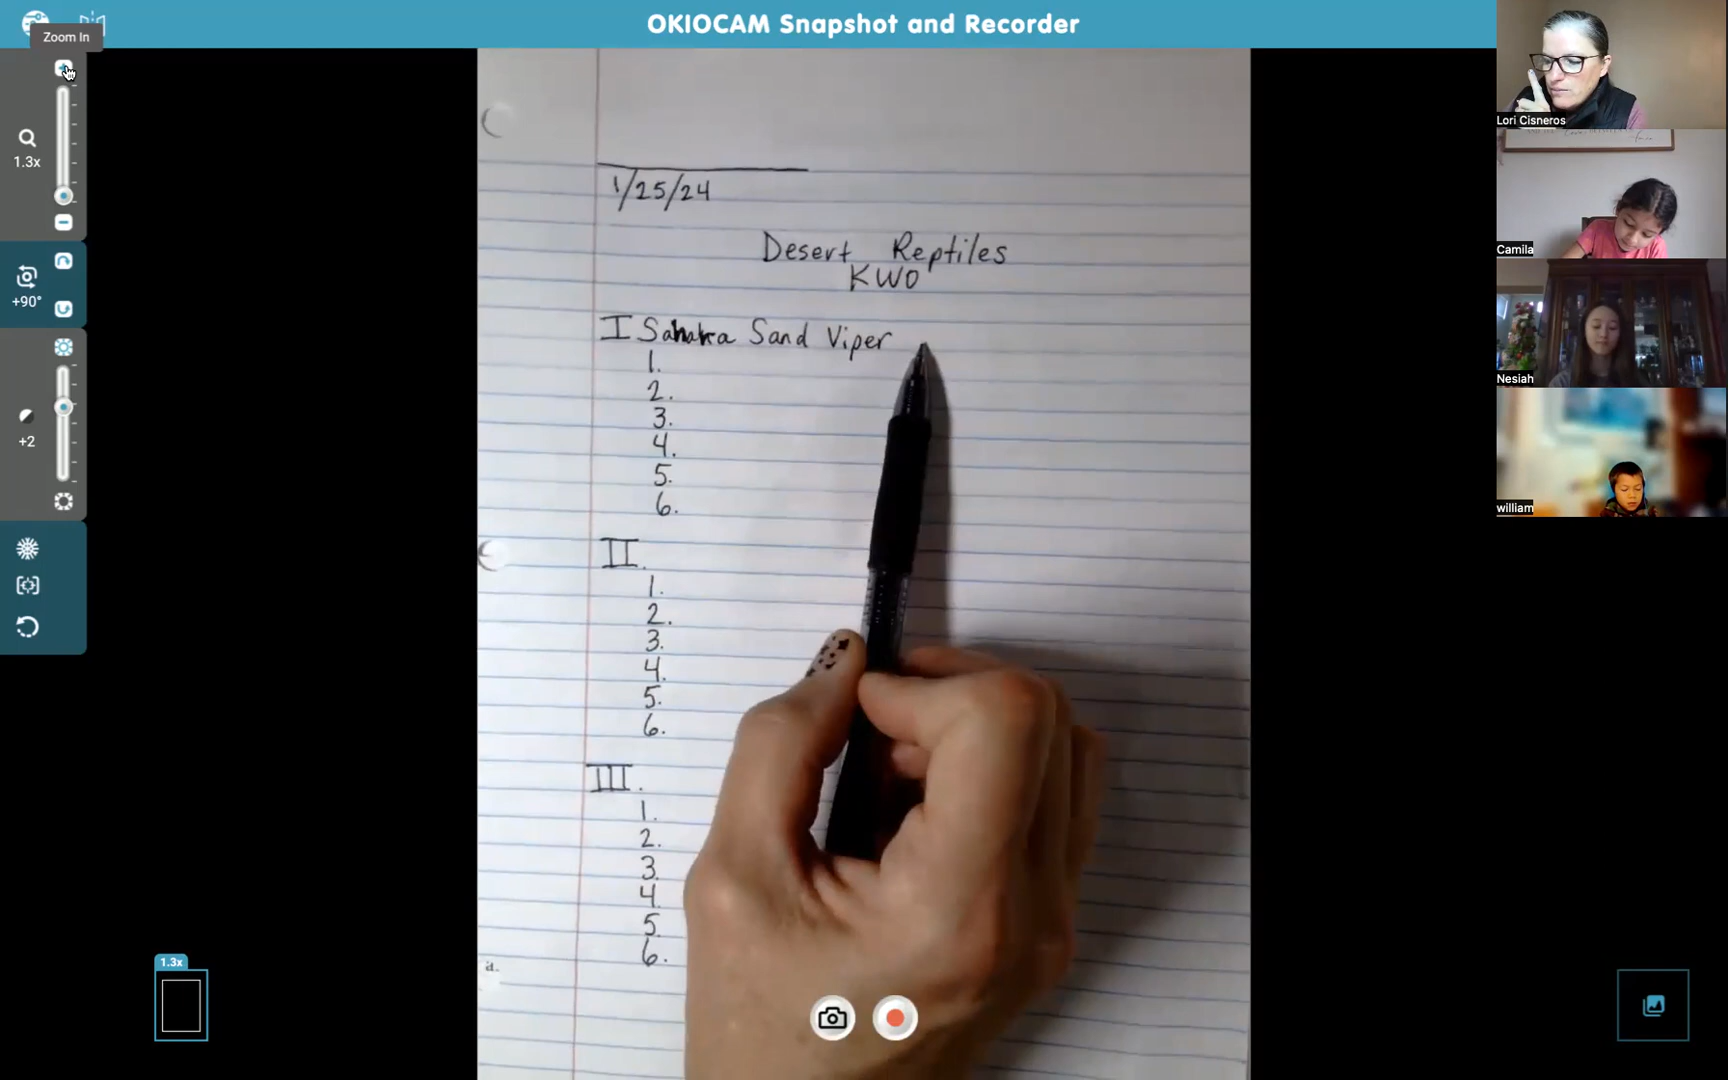 OKIOCAM Snapshot and Recorder
Zoom In
1.3x
+90°
+2
1.3x
1/25/24
Desert Reptiles
KWO
I Sahara Sand Viper
1.
2.
3.
4.
5.
6.
II.
1.
2.
3.
4.
5.
6.
III.
1.
2.
3.
4.
5.
6.
d.
Lori Cisneros
Camila
Nesiah
william